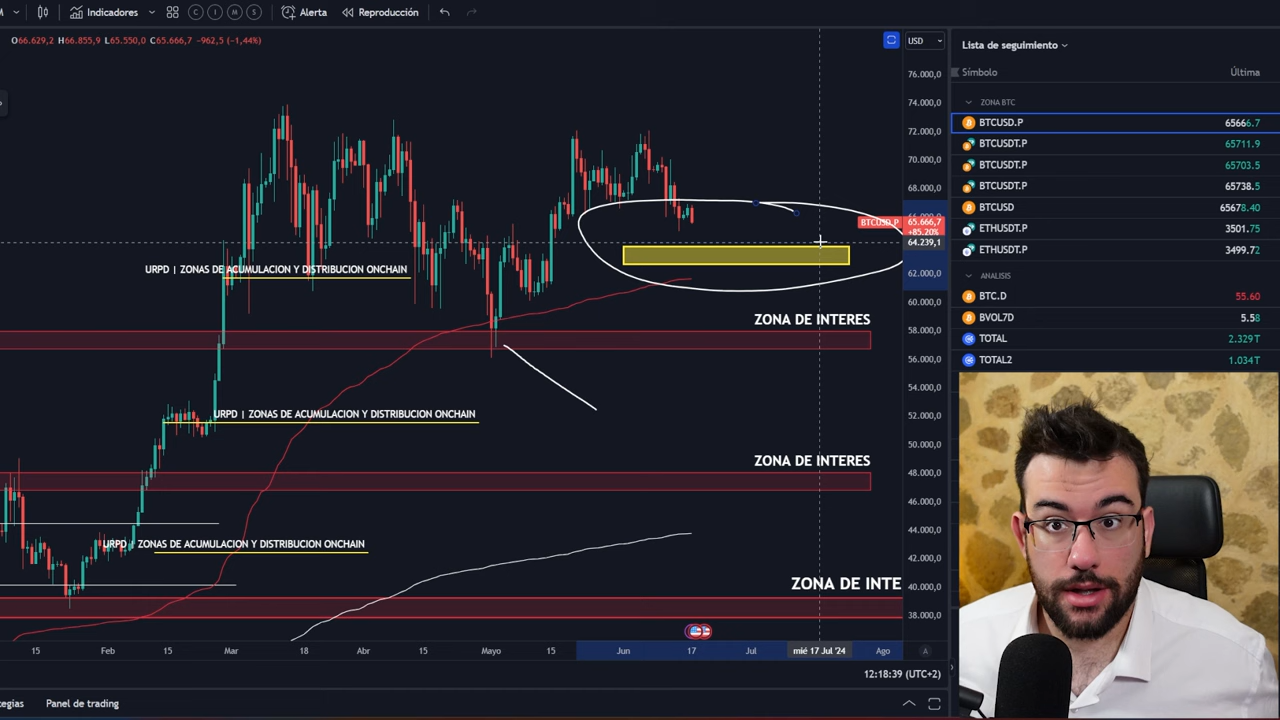 M Indicadores C I M S Alerta Reproducción
O66.629,2 H66.855,9 L65.550,0 C65.666,7 -962,5 (-1,44%)
USD
76.000,0
74.000,0
72.000,0
70.000,0
68.000,0
BTCUSD.P 65.666,7
+85.20%
64.239,1
62.000,0
60.000,0
58.000,0
56.000,0
54.000,0
52.000,0
50.000,0
48.000,0
46.000,0
44.000,0
42.000,0
40.000,0
38.000,0
URPD | ZONAS DE ACUMULACION Y DISTRIBUCION ONCHAIN
ZONA DE INTERES
URPD | ZONAS DE ACUMULACION Y DISTRIBUCION ONCHAIN
ZONA DE INTERES
URPD | ZONAS DE ACUMULACION Y DISTRIBUCION ONCHAIN
ZONA DE INTE
15 Feb 15 Mar 15 Abr 15 Mayo 15 Jun 17 Jul mié 17 Jul '24 Ago A
12:18:39 (UTC+2)
tegias Panel de trading
Lista de seguimiento
Símbolo Última
ZONA BTC
BTCUSD.P 65666.7
BTCUSDT.P 65711.9
BTCUSDT.P 65703.5
BTCUSDT.P 65738.5
BTCUSD 65678.40
ETHUSDT.P 3501.75
ETHUSDT.P 3499.72
ANALISIS
BTC.D 55.60
BVOL7D 5.58
TOTAL 2.329T
TOTAL2 1.034T